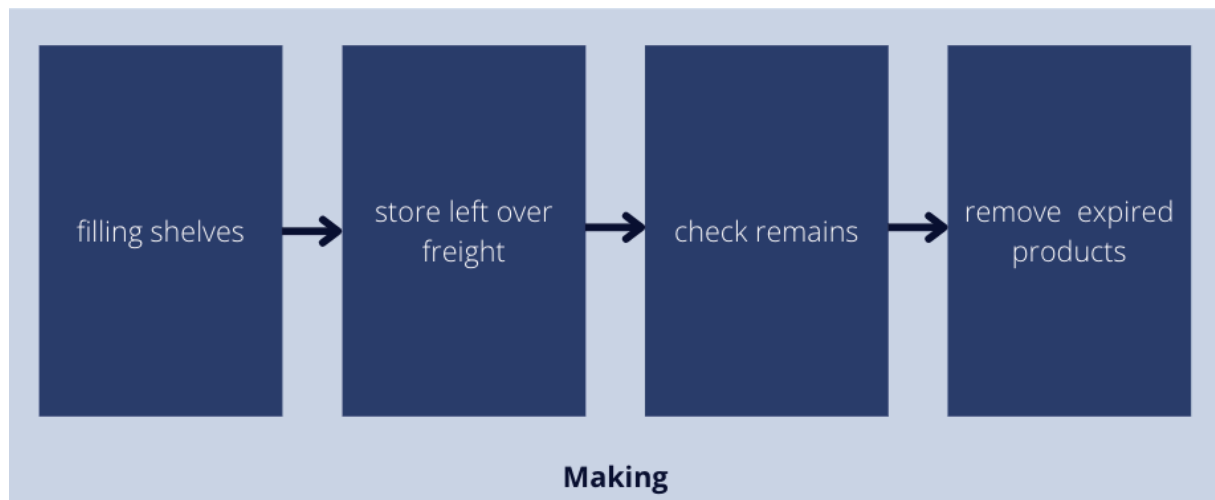 filling shelves
store left over
freight
check remains
remove expired
products
Making